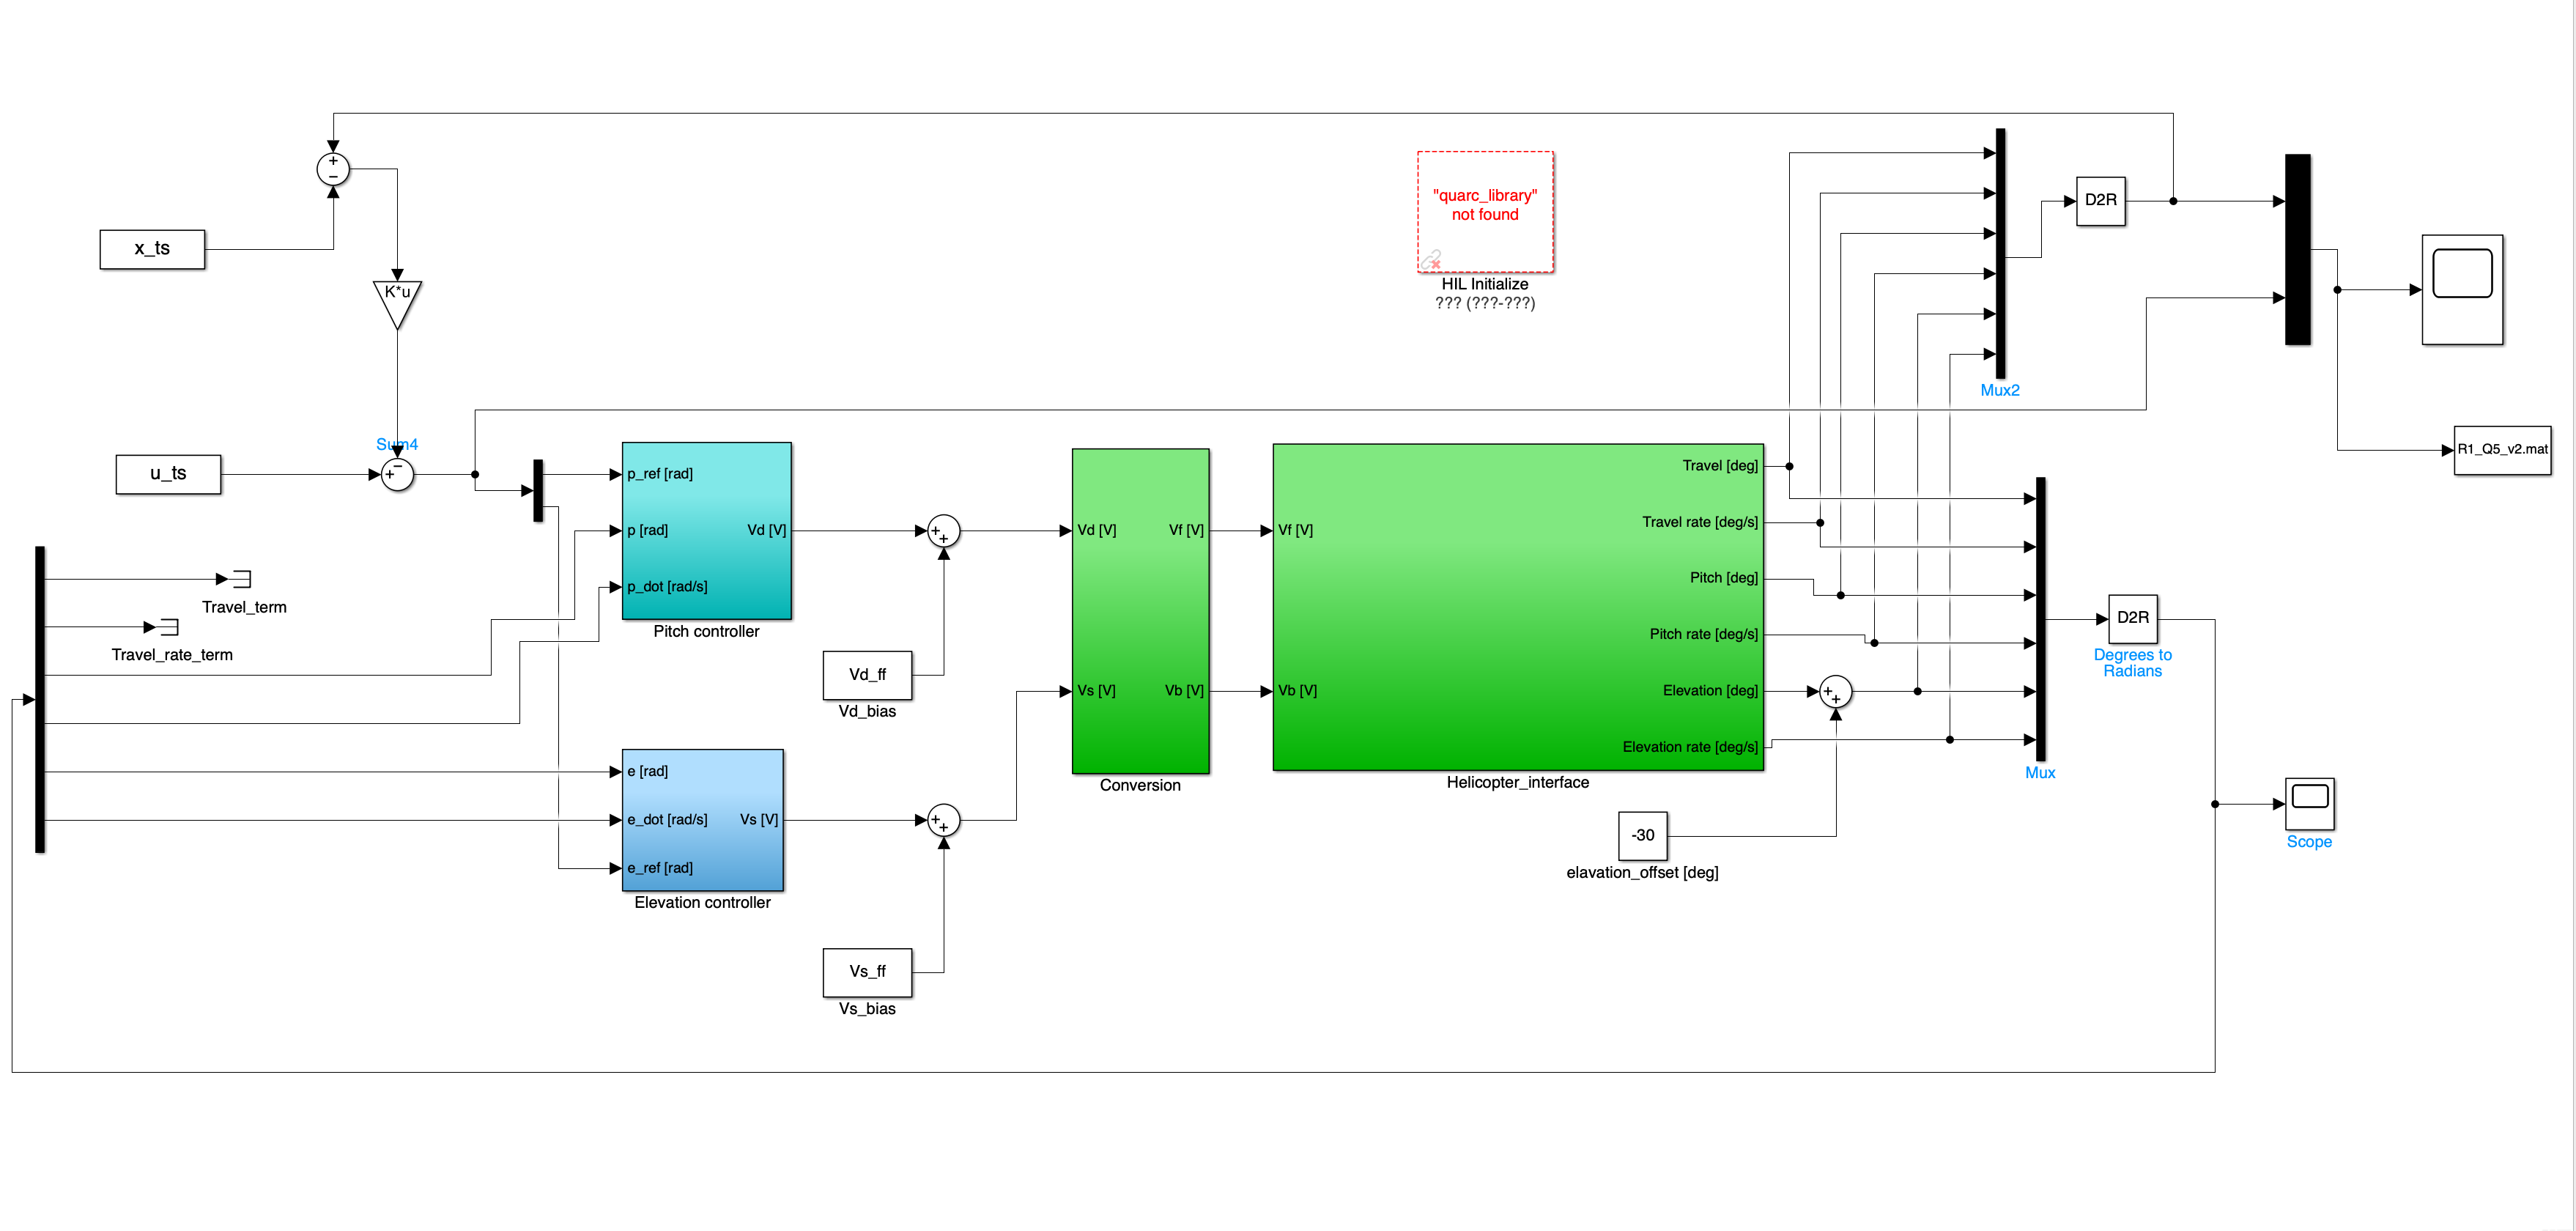 x_ts
K*u
"quarc_library"
not found
HIL Initialize
??? (???-???)
Mux2
D2R
R1_Q5_v2.mat
Sum4
u_ts
p_ref [rad]
p [rad]
Vd [V]
p_dot [rad/s]
Pitch controller
Travel_term
Travel_rate_term
Vd_ff
Vd_bias
e [rad]
e_dot [rad/s]
Vs [V]
e_ref [rad]
Elevation controller
Vs_ff
Vs_bias
Vd [V]
Vf [V]
Vs [V]
Vb [V]
Conversion
Vf [V]
Vb [V]
Travel [deg]
Travel rate [deg/s]
Pitch [deg]
Pitch rate [deg/s]
Elevation [deg]
Elevation rate [deg/s]
Helicopter_interface
-30
elavation_offset [deg]
Mux
D2R
Degrees to
Radians
Scope